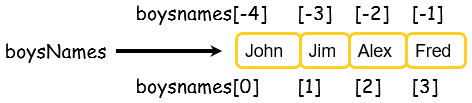 boysnames[-4] [-3] [-2] [-1]
boysNames John Jim Alex Fred
boysnames[0] [1] [2] [3]